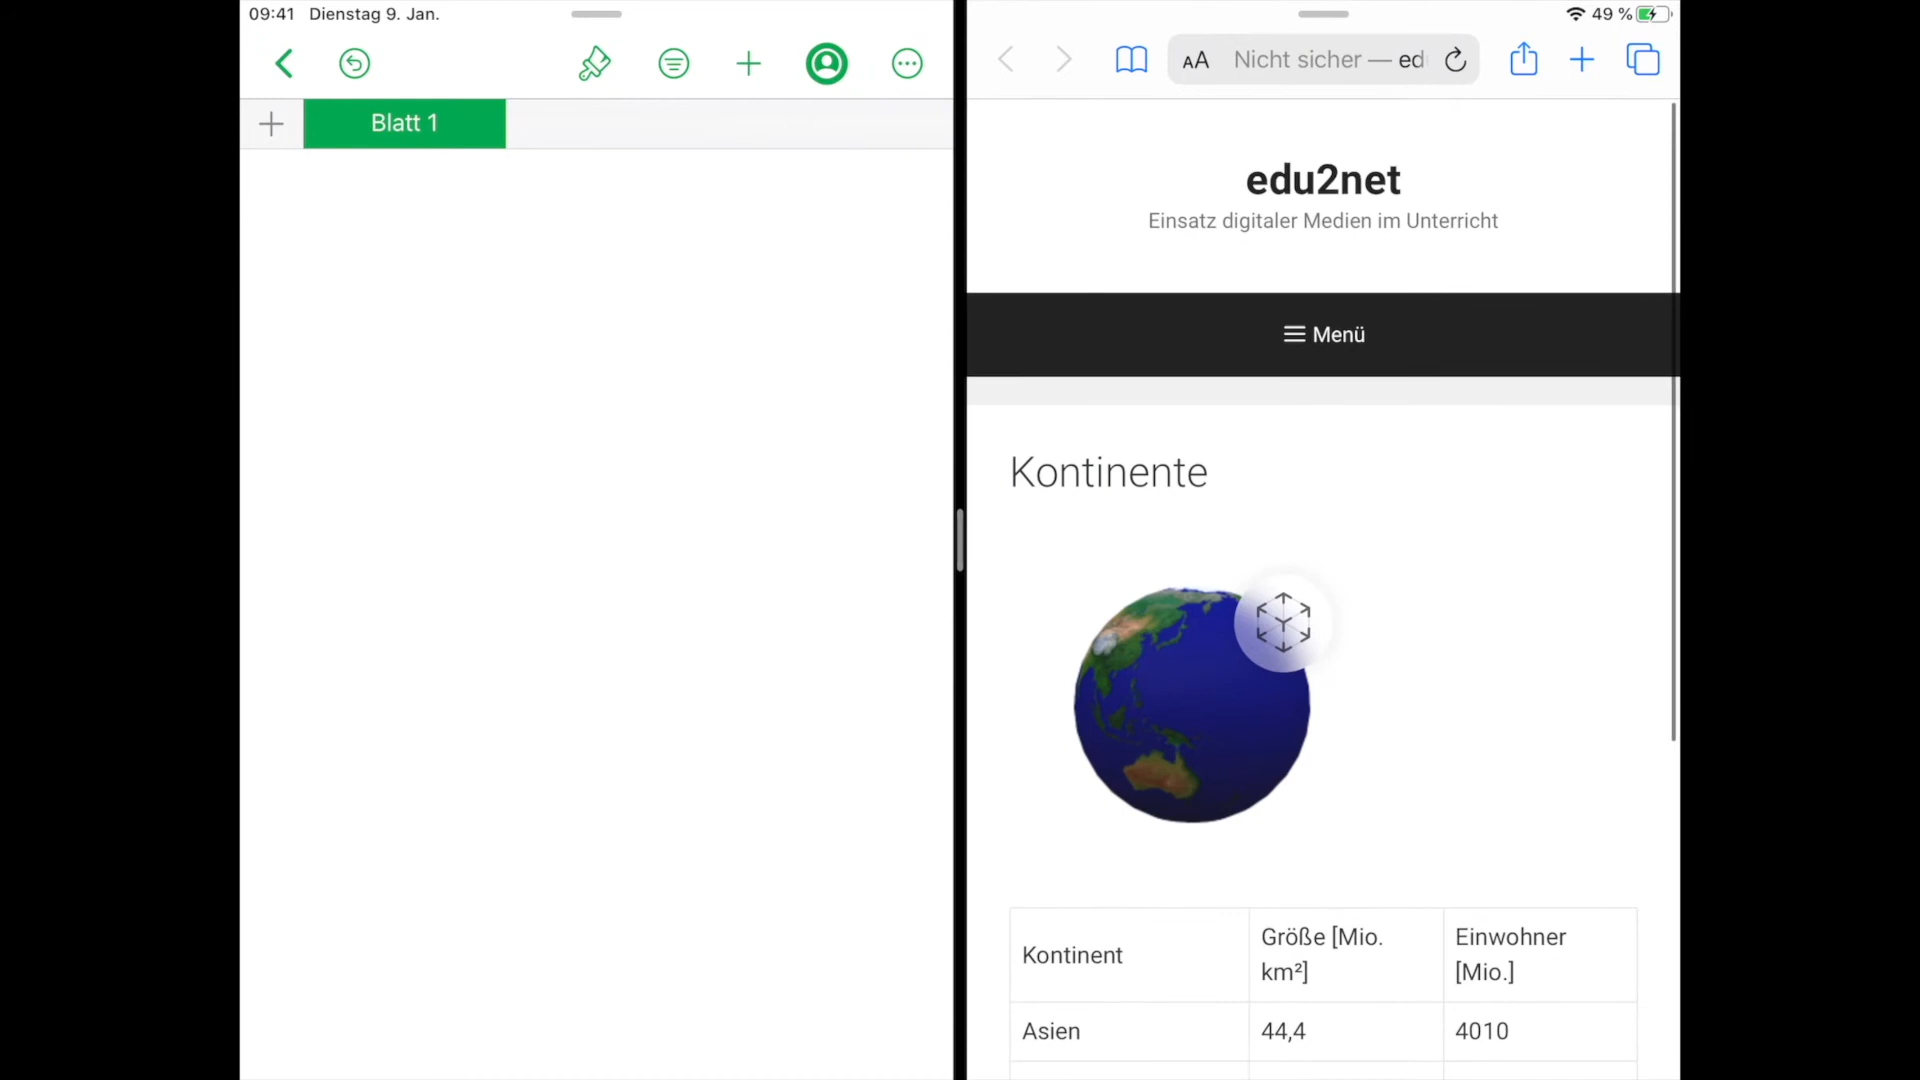 09:41 Dienstag 9. Jan.
49 %
AA Nicht sicher — ed
Blatt 1
edu2net
Einsatz digitaler Medien im Unterricht
Menü
Kontinente
Kontinent
Größe [Mio. km²]
Einwohner [Mio.]
Asien
44,4
4010